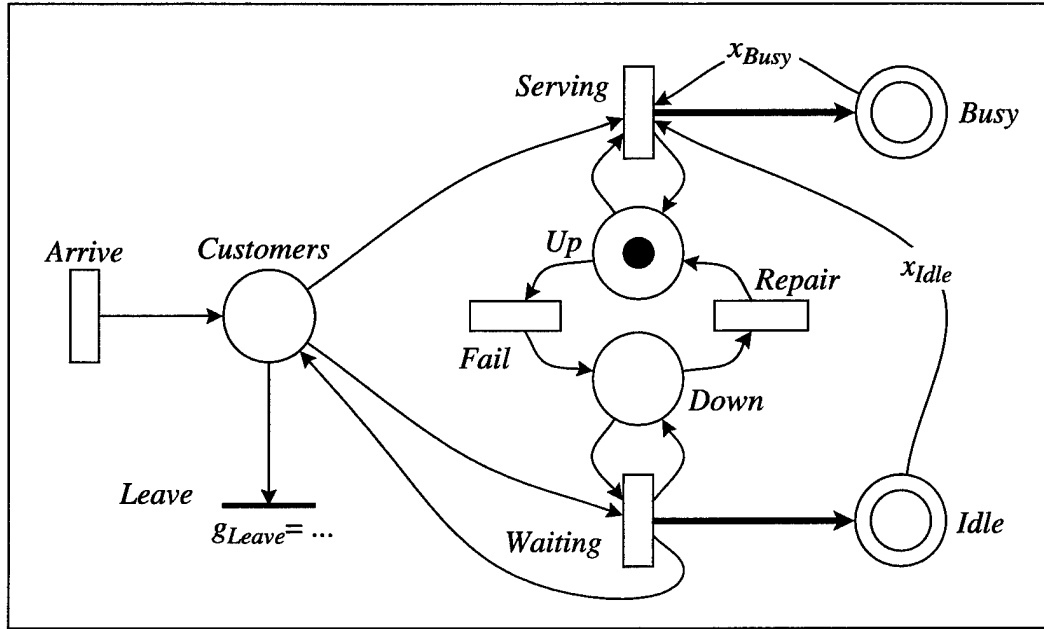 x_Busy
Serving
Busy
Arrive
Customers
Up
Repair
x_Idle
Fail
Down
Leave
g_Leave= ...
Waiting
Idle